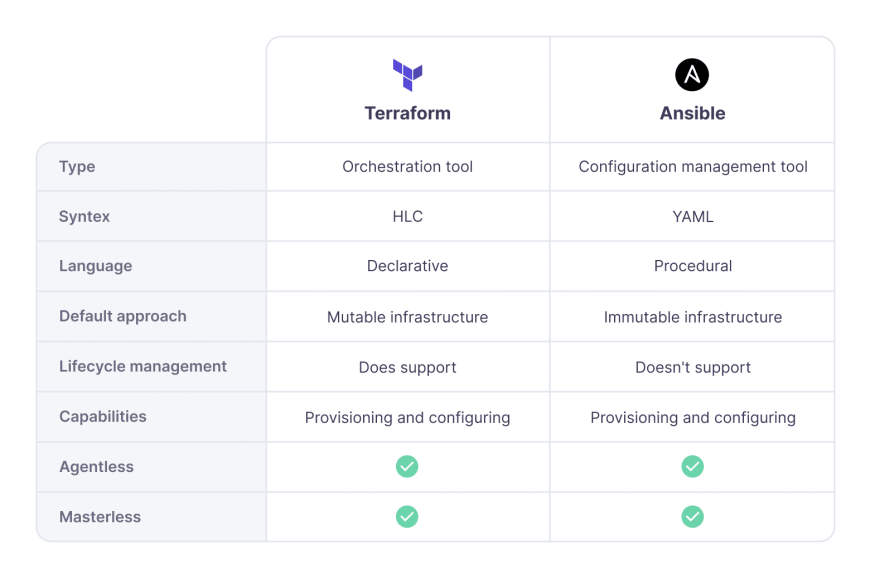 Terraform Ansible
Type Orchestration tool Configuration management tool
Syntex HLC YAML
Language Declarative Procedural
Default approach Mutable infrastructure Immutable infrastructure
Lifecycle management Does support Doesn't support
Capabilities Provisioning and configuring Provisioning and configuring
Agentless
Masterless